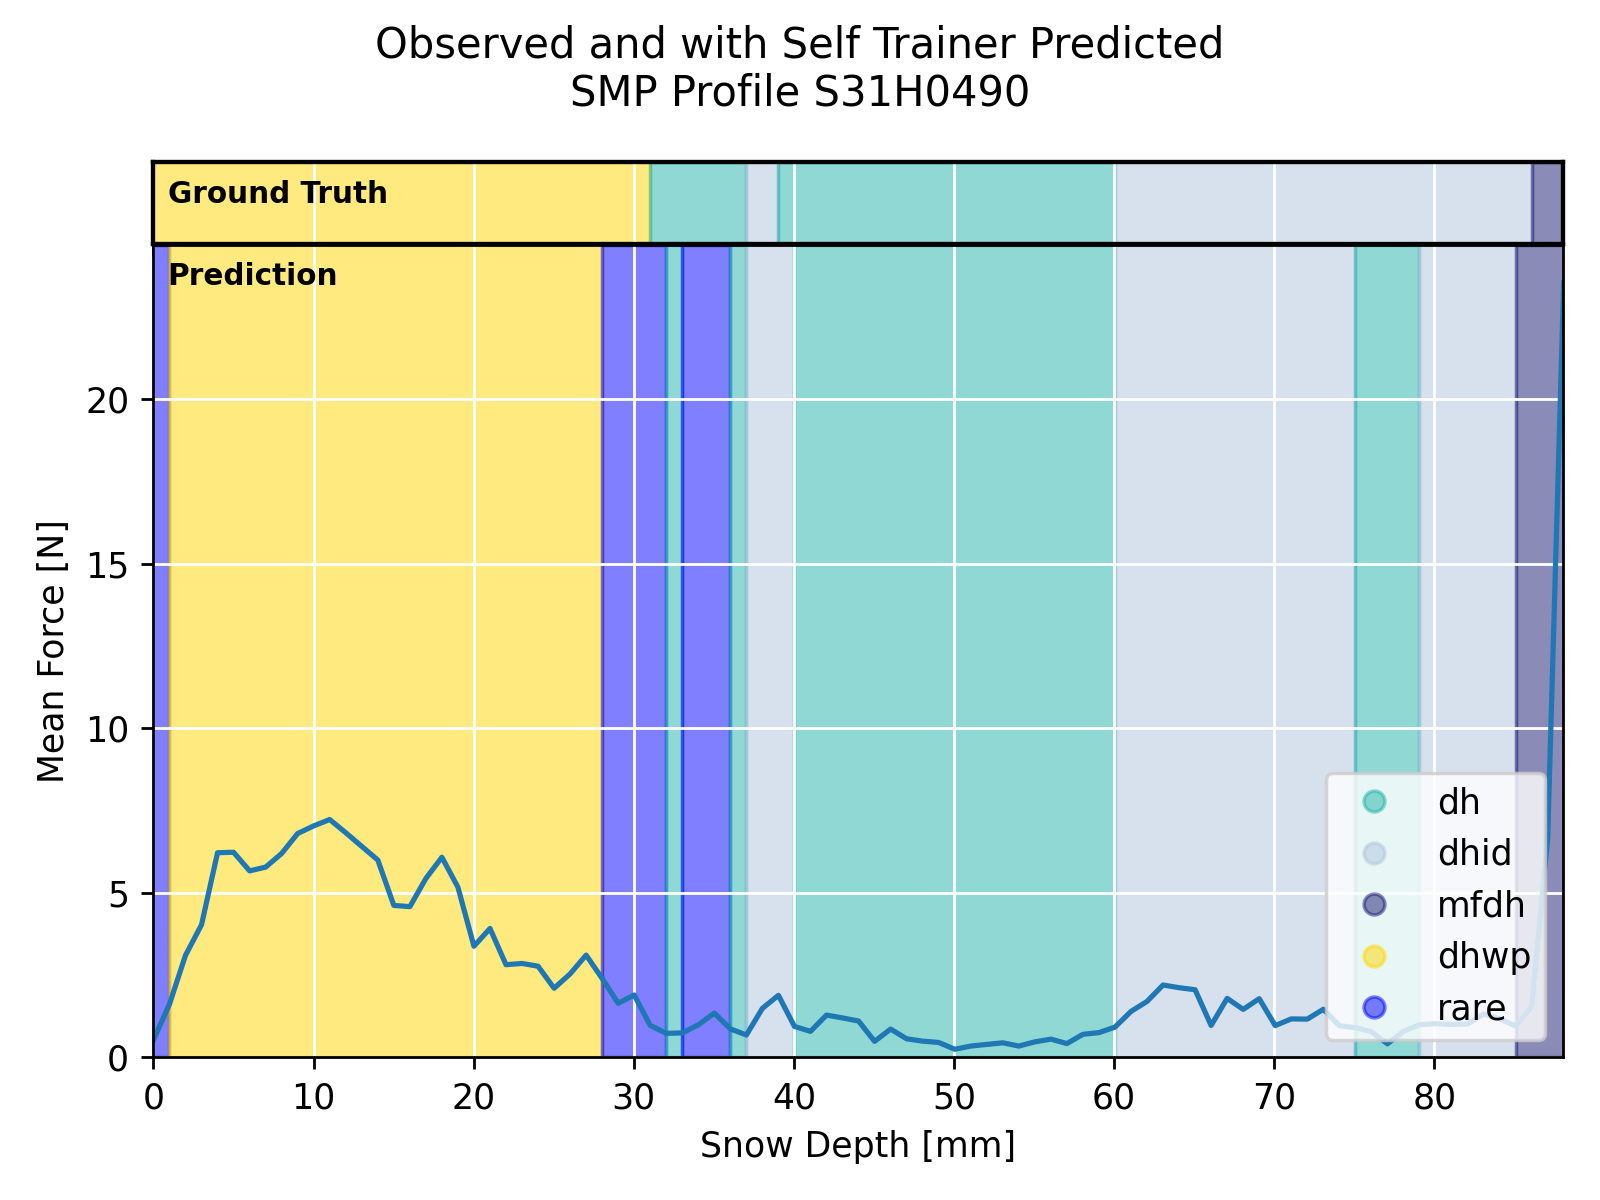 Observed and with Self Trainer Predicted
SMP Profile S31H0490
Ground Truth
Prediction
20
15
10
5
0
Mean Force [N]
dh
dhid
mfdh
dhwp
rare
0 10 20 30 40 50 60 70 80
Snow Depth [mm]